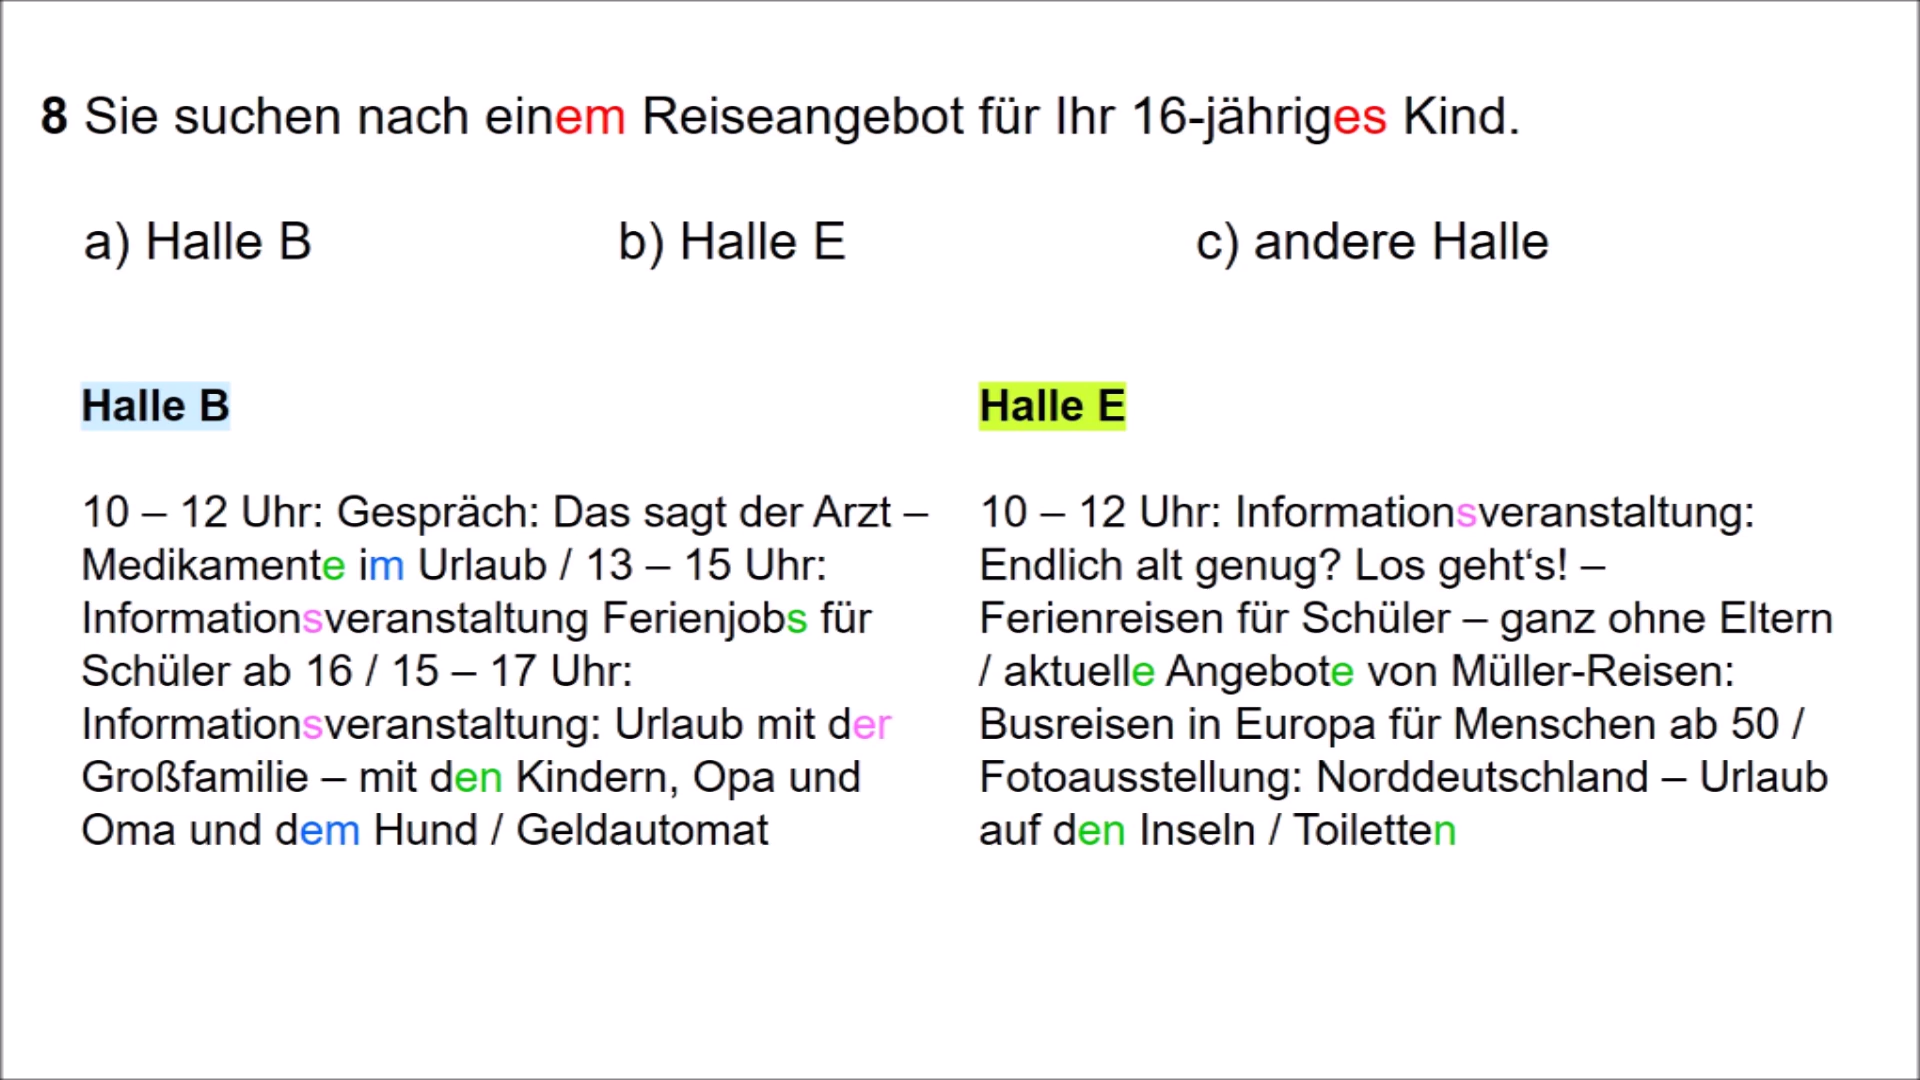 8 Sie suchen nach einem Reiseangebot für Ihr 16-jähriges Kind.
a) Halle B b) Halle E c) andere Halle
Halle B
10 – 12 Uhr: Gespräch: Das sagt der Arzt –
Medikamente im Urlaub / 13 – 15 Uhr:
Informationsveranstaltung Ferienjobs für
Schüler ab 16 / 15 – 17 Uhr:
Informationsveranstaltung: Urlaub mit der
Großfamilie – mit den Kindern, Opa und
Oma und dem Hund / Geldautomat
Halle E
10 – 12 Uhr: Informationsveranstaltung:
Endlich alt genug? Los geht‘s! –
Ferienreisen für Schüler – ganz ohne Eltern
/ aktuelle Angebote von Müller-Reisen:
Busreisen in Europa für Menschen ab 50 /
Fotoausstellung: Norddeutschland – Urlaub
auf den Inseln / Toiletten